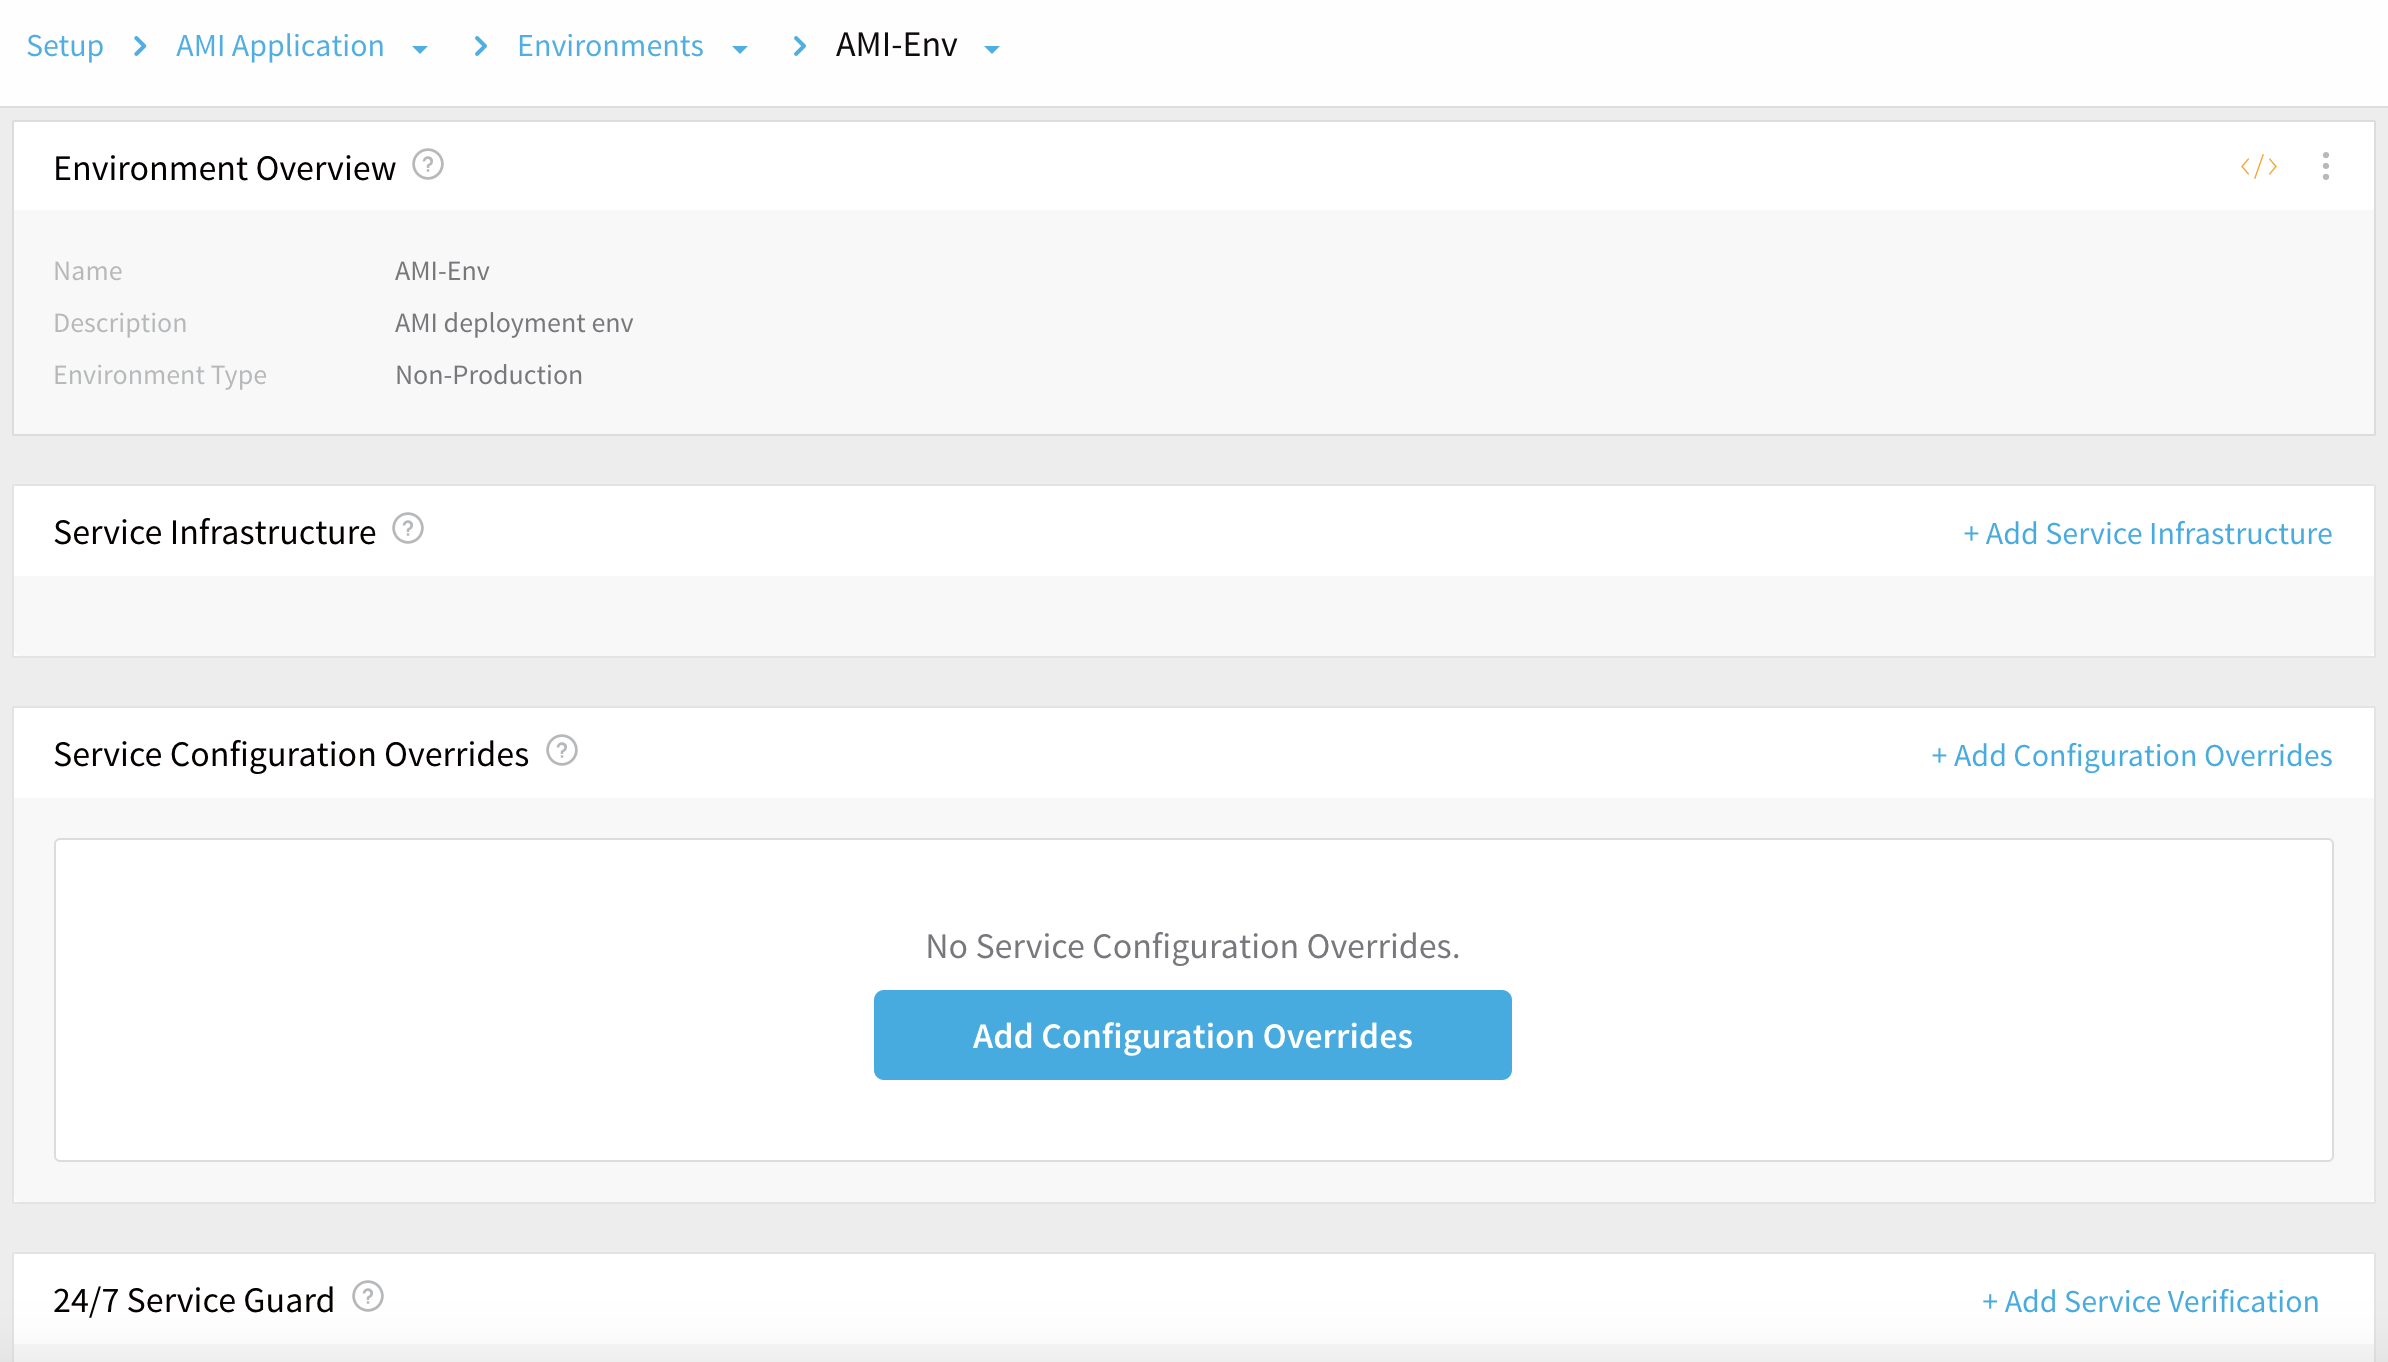 Setup > AMI Application > Environments > AMI-Env
Environment Overview ?
</>
Name AMI-Env
Description AMI deployment env
Environment Type Non-Production
Service Infrastructure ? + Add Service Infrastructure
Service Configuration Overrides ? + Add Configuration Overrides
No Service Configuration Overrides.
Add Configuration Overrides
24/7 Service Guard ? + Add Service Verification